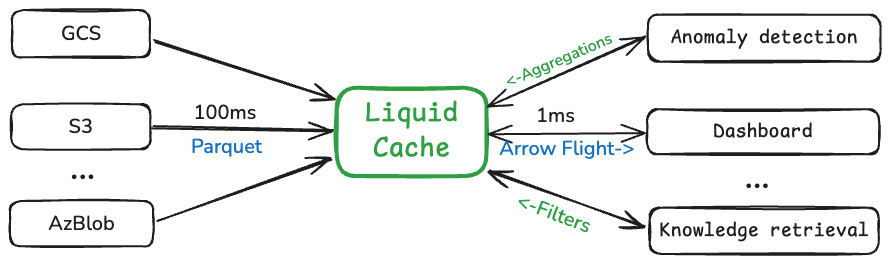 GCS
S3
...
AzBlob
100ms
Parquet
Liquid
Cache
<-Aggregations
1ms
Arrow Flight->
<-Filters
Anomaly detection
Dashboard
...
Knowledge retrieval